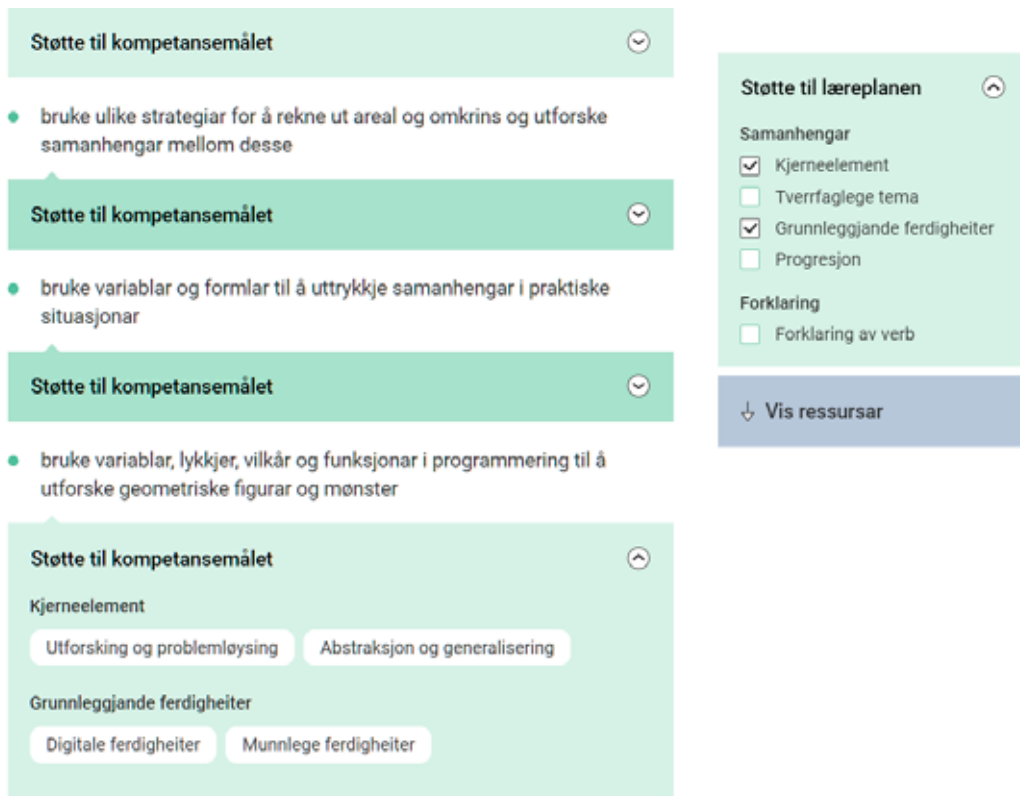 Støtte til kompetansemålet
bruke ulike strategiar for å rekne ut areal og omkrins og utforske
samanhengar mellom desse
Støtte til kompetansemålet
bruke variablar og formlar til å uttrykkje samanhengar i praktiske
situasjonar
Støtte til kompetansemålet
bruke variablar, lykkjer, vilkår og funksjonar i programmering til å
utforske geometriske figurar og mønster
Støtte til kompetansemålet
Kjerneelement
Utforsking og problemløysing
Abstraksjon og generalisering
Grunnleggjande ferdigheiter
Digitale ferdigheiter
Munnlege ferdigheiter
Støtte til læreplanen
Samanhengar
Kjerneelement
Tverrfaglege tema
Grunnleggjande ferdigheiter
Progresjon
Forklaring
Forklaring av verb
Vis ressursar